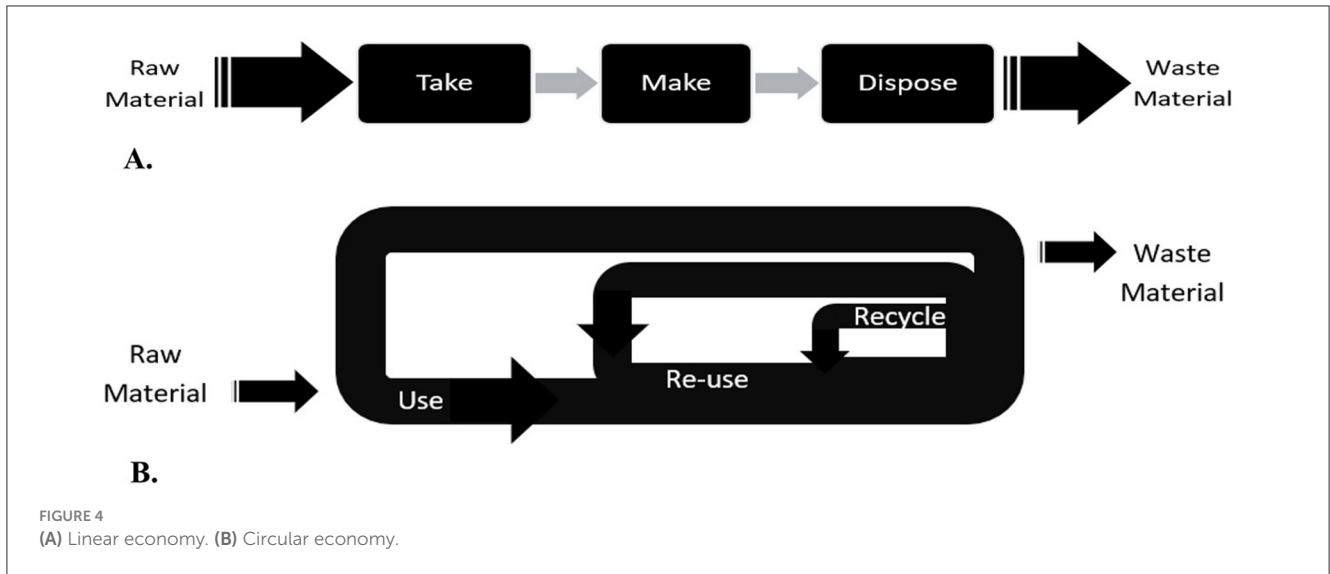 Raw
Material
Take
Make
Dispose
Waste
Material
A.
Waste
Material
Recycle
Raw
Material
Re-use
Use
B.
FIGURE 4
(A) Linear economy. (B) Circular economy.